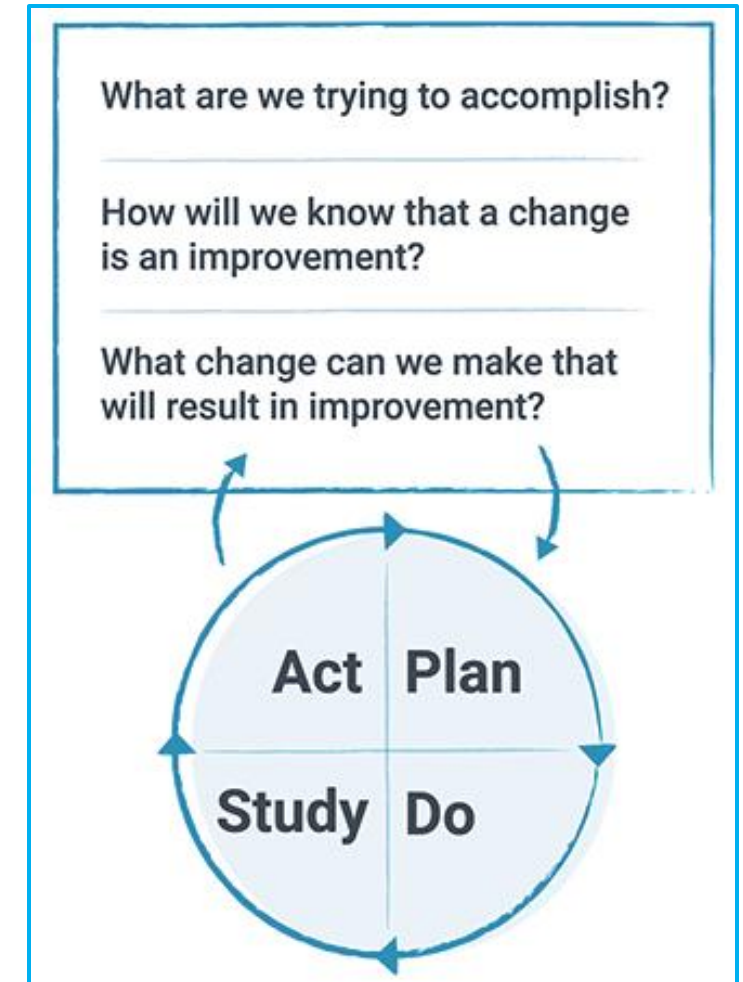 What are we trying to accomplish?
How will we know that a change
is an improvement?
What change can we make that
will result in improvement?
Act Plan
Study Do